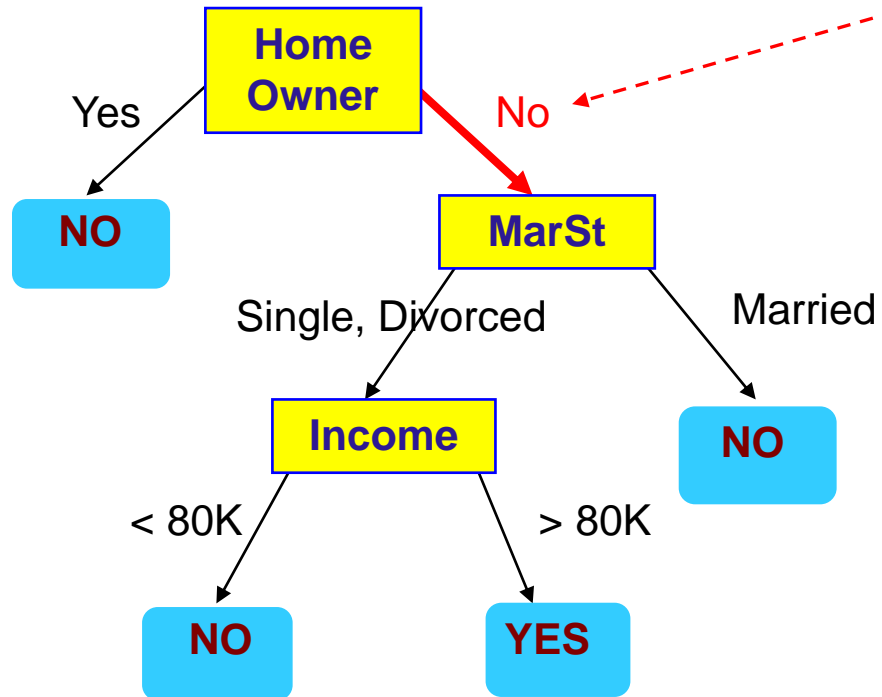 Home
Owner
Yes
No
NO
MarSt
Single, Divorced
Married
Income
NO
< 80K
> 80K
NO
YES